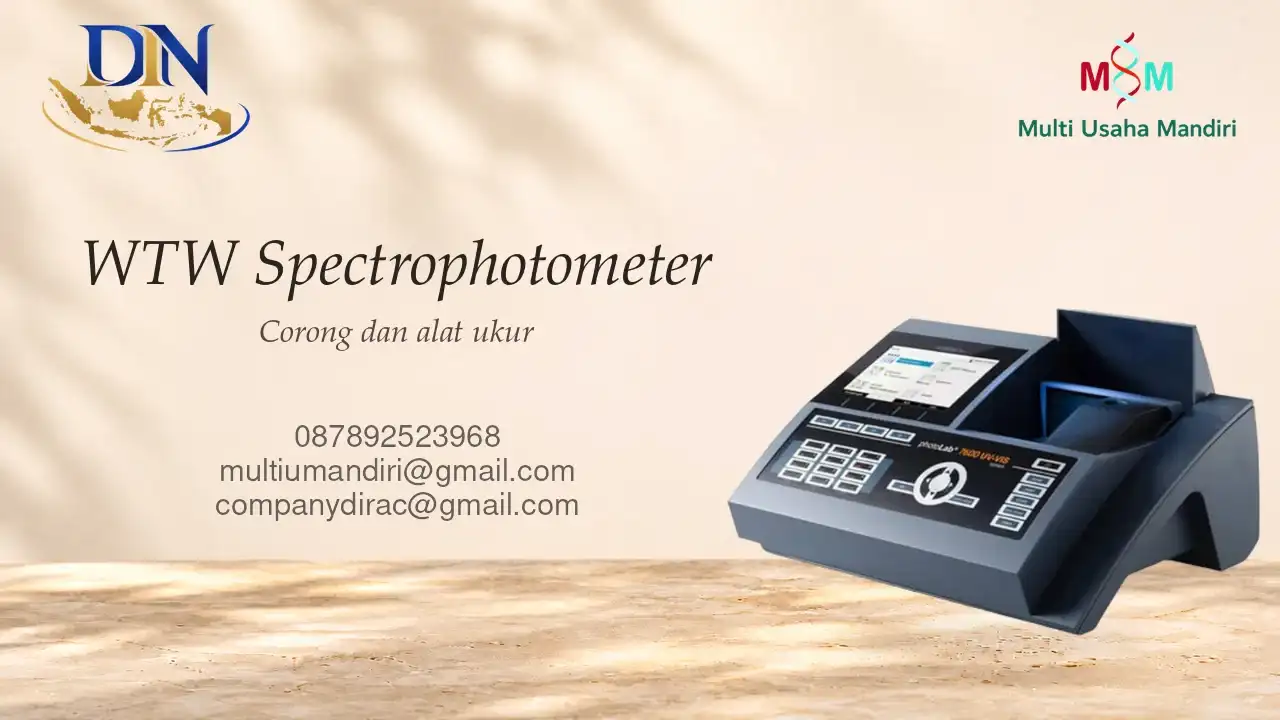 DIN
M M
Multi Usaha Mandiri
WTW Spectrophotometer
Corong dan alat ukur
087892523968
multiumandiri@gmail.com
companydirac@gmail.com
photoLab® 7600 UV-VIS